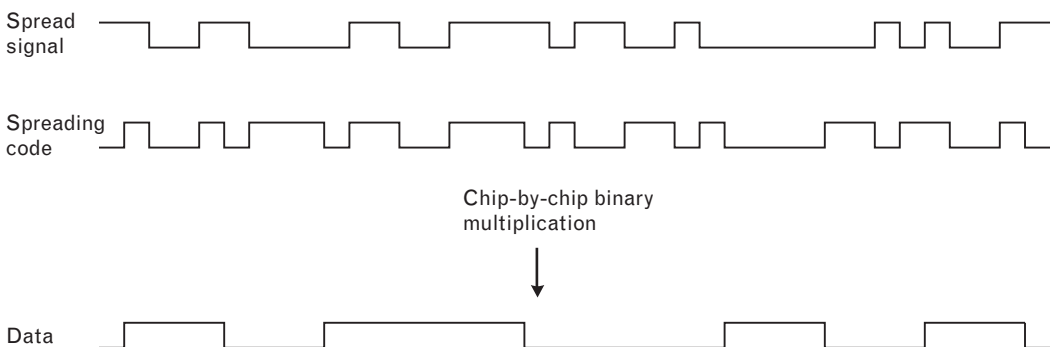 Spread
signal
Spreading
code
Chip-by-chip binary
multiplication
Data